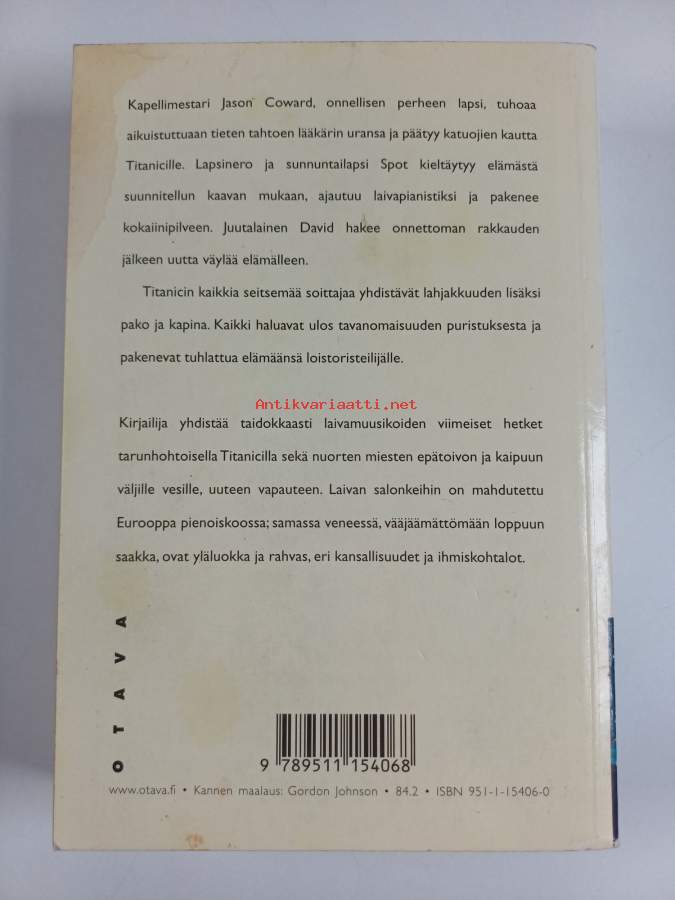 Kapellimestari Jason Coward, onnellisen perheen lapsi, tuhoaa
aikuistuttuaan tieten tahtoen lääkärin uransa ja päätyy katuojien kautta
Titanicille. Lapsinero ja sunnuntailapsi Spot kieltäytyy elämästä
suunnitellun kaavan mukaan, ajautuu laivapianistiksi ja pakenee
kokaiinipilveen. Juutalainen David hakee onnettoman rakkauden
jälkeen uutta väylää elämälleen.
Titanicin kaikkia seitsemää soittajaa yhdistävät lahjakkuuden lisäksi
pako ja kapina. Kaikki haluavat ulos tavanomaisuuden puristuksesta ja
pakenevat tuhlattua elämäänsä loistoristeilijälle.
Antikvariaatti.net
Kirjailija yhdistää taidokkaasti laivamuusikoiden viimeiset hetket
tarunhohtoisella Titanicilla sekä nuorten miesten epätoivon ja kaipuun
väljille vesille, uuteen vapauteen. Laivan salonkeihin on mahdutettu
Eurooppa pienoiskoossa; samassa veneessä, vääjäämättömään loppuun
saakka, ovat yläluokka ja rahvas, eri kansallisuudet ja ihmiskohtalot.
OTAVA
9 789511 154068
www.otava.fi • Kannen maalaus: Gordon Johnson • 84.2 • ISBN 951-1-15406-0